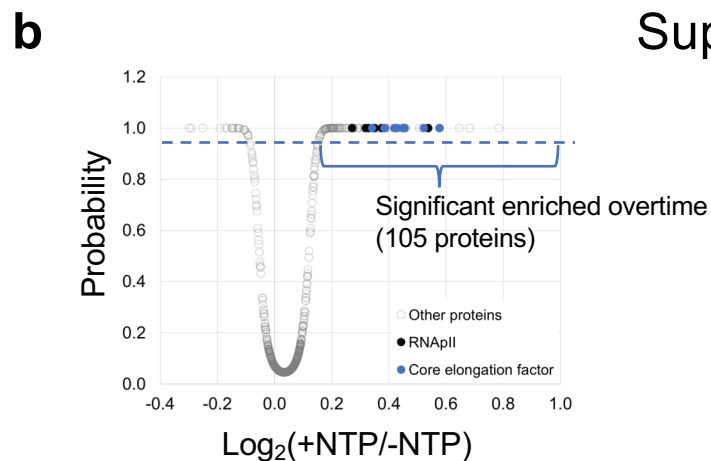 b
Sup
1.2
1.0
0.8
0.6
0.4
0.2
0.0
Probability
Significant enriched overtime
(105 proteins)
Other proteins
RNApII
Core elongation factor
-0.4 -0.2 0.0 0.2 0.4 0.6 0.8 1.0
Log₂(+NTP/-NTP)